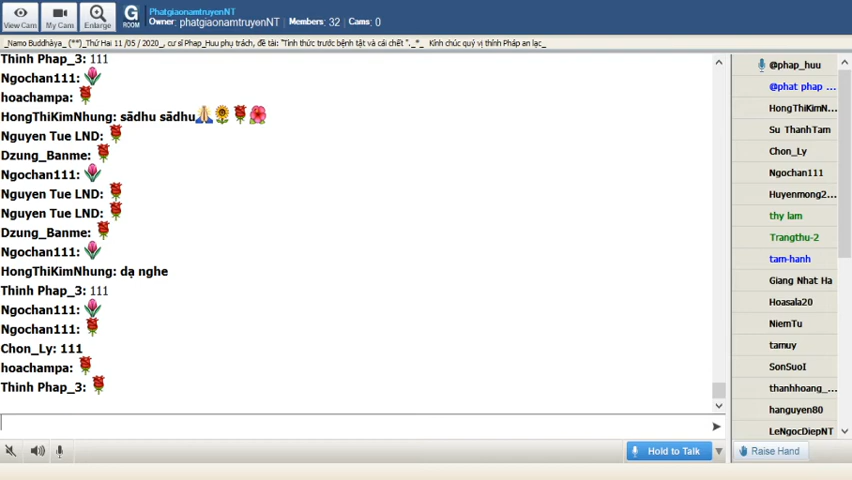 PhatgiaonamtruyenNT
Owner: phatgiaonamtruyenNT Members: 32 Cams: 0
View Cam My Cam Enlarge G ROOM
_Namo Buddhàya_ (**)_Thứ Hai 11 /05 / 2020_, cư sĩ Phap_Huu phụ trách, đề tài: "Tỉnh thức trước bệnh tật và cái chết "._*_ Kính chúc quý vị thính Pháp an lạc_
Thinh Phap_3: 111
Ngochan111:
hoachampa:
HongThiKimNhung: sādhu sādhu
Nguyen Tue LND:
Dzung_Banme:
Ngochan111:
Nguyen Tue LND:
Nguyen Tue LND:
Dzung_Banme:
Ngochan111:
HongThiKimNhung: dạ nghe
Thinh Phap_3: 111
Ngochan111:
Ngochan111:
Chon_Ly: 111
hoachampa:
Thinh Phap_3:
@phap_huu
@phat phap ...
HongThiKimN...
Su ThanhTam
Chon_Ly
Ngochan111
Huyenmong2...
thy lam
Trangthu-2
tam-hanh
Giang Nhat Ha
Hoasala20
NiemTu
tamuy
SonSuoI
thanhhoang_...
hanguyen80
LeNgocDiepNT
Hold to Talk
Raise Hand